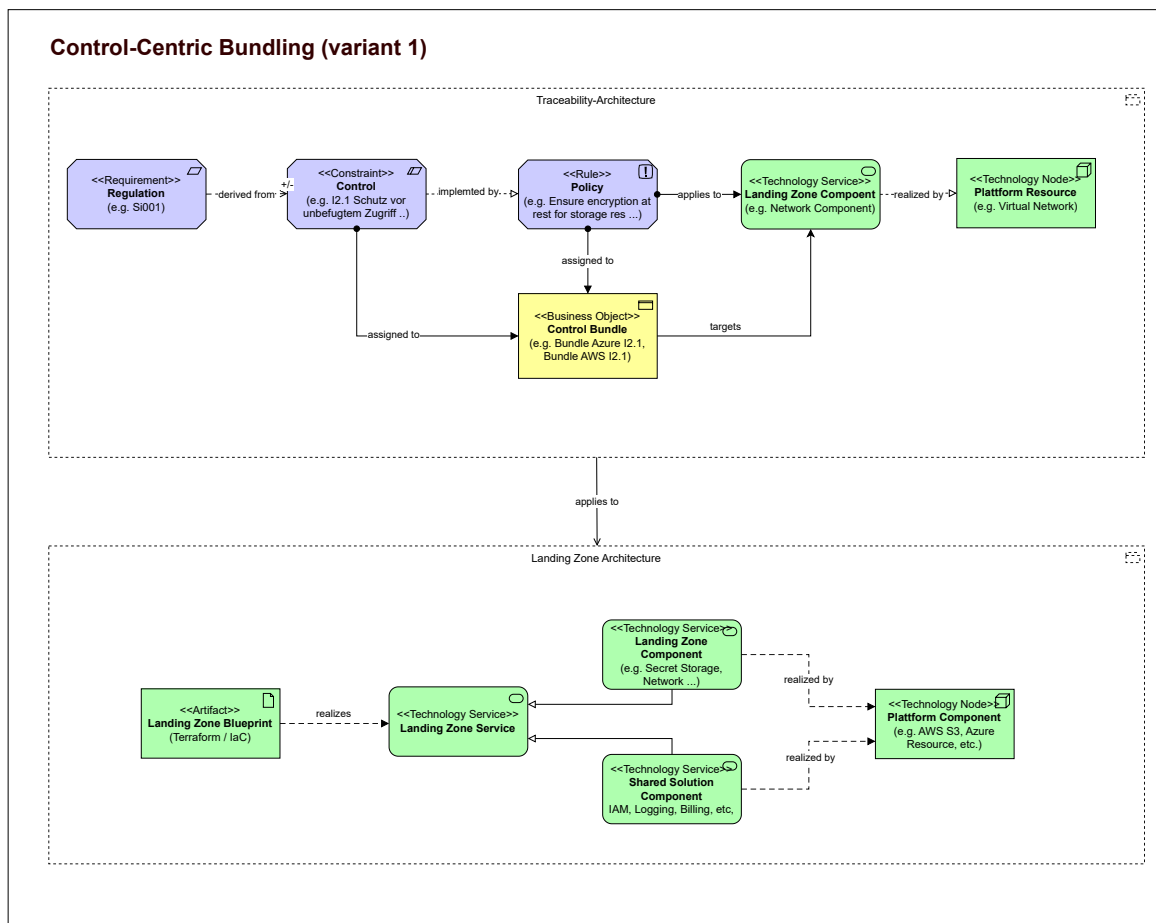 Control-Centric Bundling (variant 1)
Traceability-Architecture
<<Requirement>>
Regulation
(e.g. Si001)
derived from
+/-
<<Constraint>>
Control
(e.g. I2.1 Schutz vor
unbefugtem Zugriff ..)
implemted by
<<Rule>>
Policy
(e.g. Ensure encryption at
rest for storage res ...)
!
applies to
<<Technology Service>>
Landing Zone Compoent
(e.g. Network Component)
realized by
<<Technology Node>>
Plattform Resource
(e.g. Virtual Network)
assigned to
assigned to
<<Business Object>>
Control Bundle
(e.g. Bundle Azure I2.1,
Bundle AWS I2.1)
targets
applies to
Landing Zone Architecture
<<Artifact>>
Landing Zone Blueprint
(Terraform / IaC)
realizes
<<Technology Service>>
Landing Zone Service
<<Technology Service>>
Landing Zone
Component
(e.g. Secret Storage,
Network ...)
realized by
<<Technology Service>>
Shared Solution
Component
IAM, Logging, Billing, etc,
realized by
<<Technology Node>>
Plattform Component
(e.g. AWS S3, Azure
Resource, etc.)